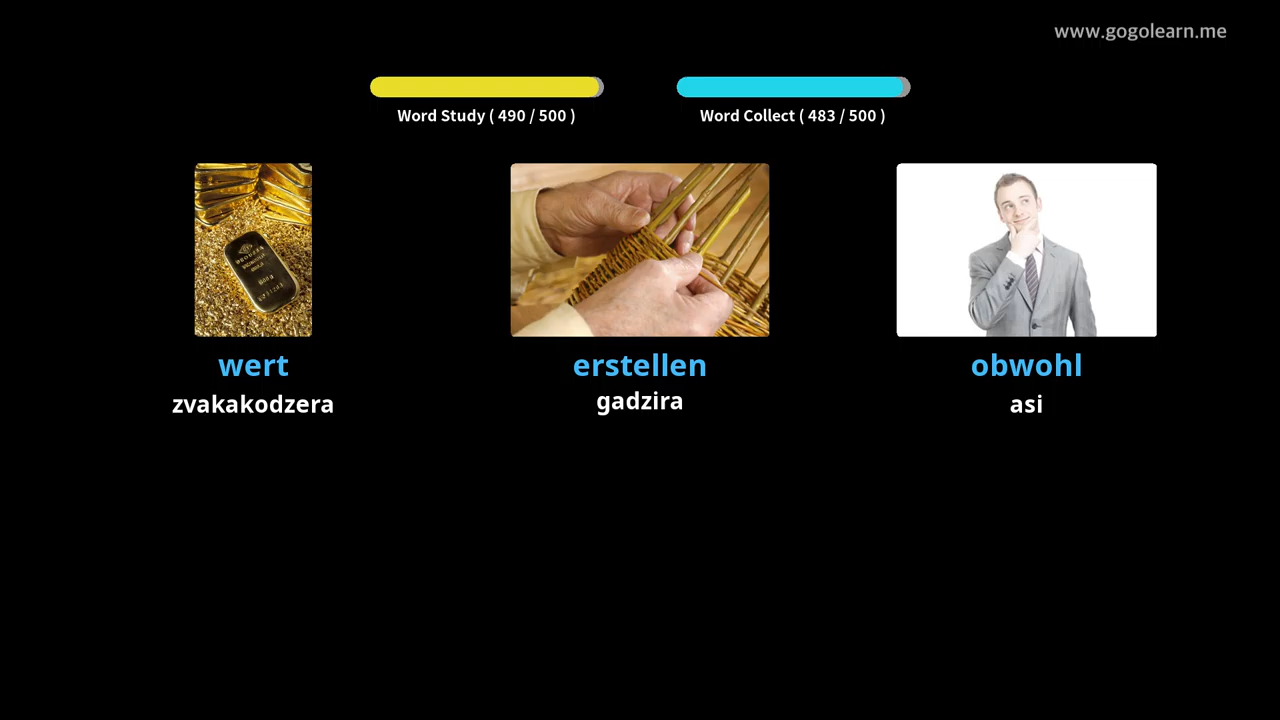 www.gogolearn.me
Word Study ( 490 / 500 )
Word Collect ( 483 / 500 )
wert
erstellen
obwohl
zvakakodzera
gadzira
asi